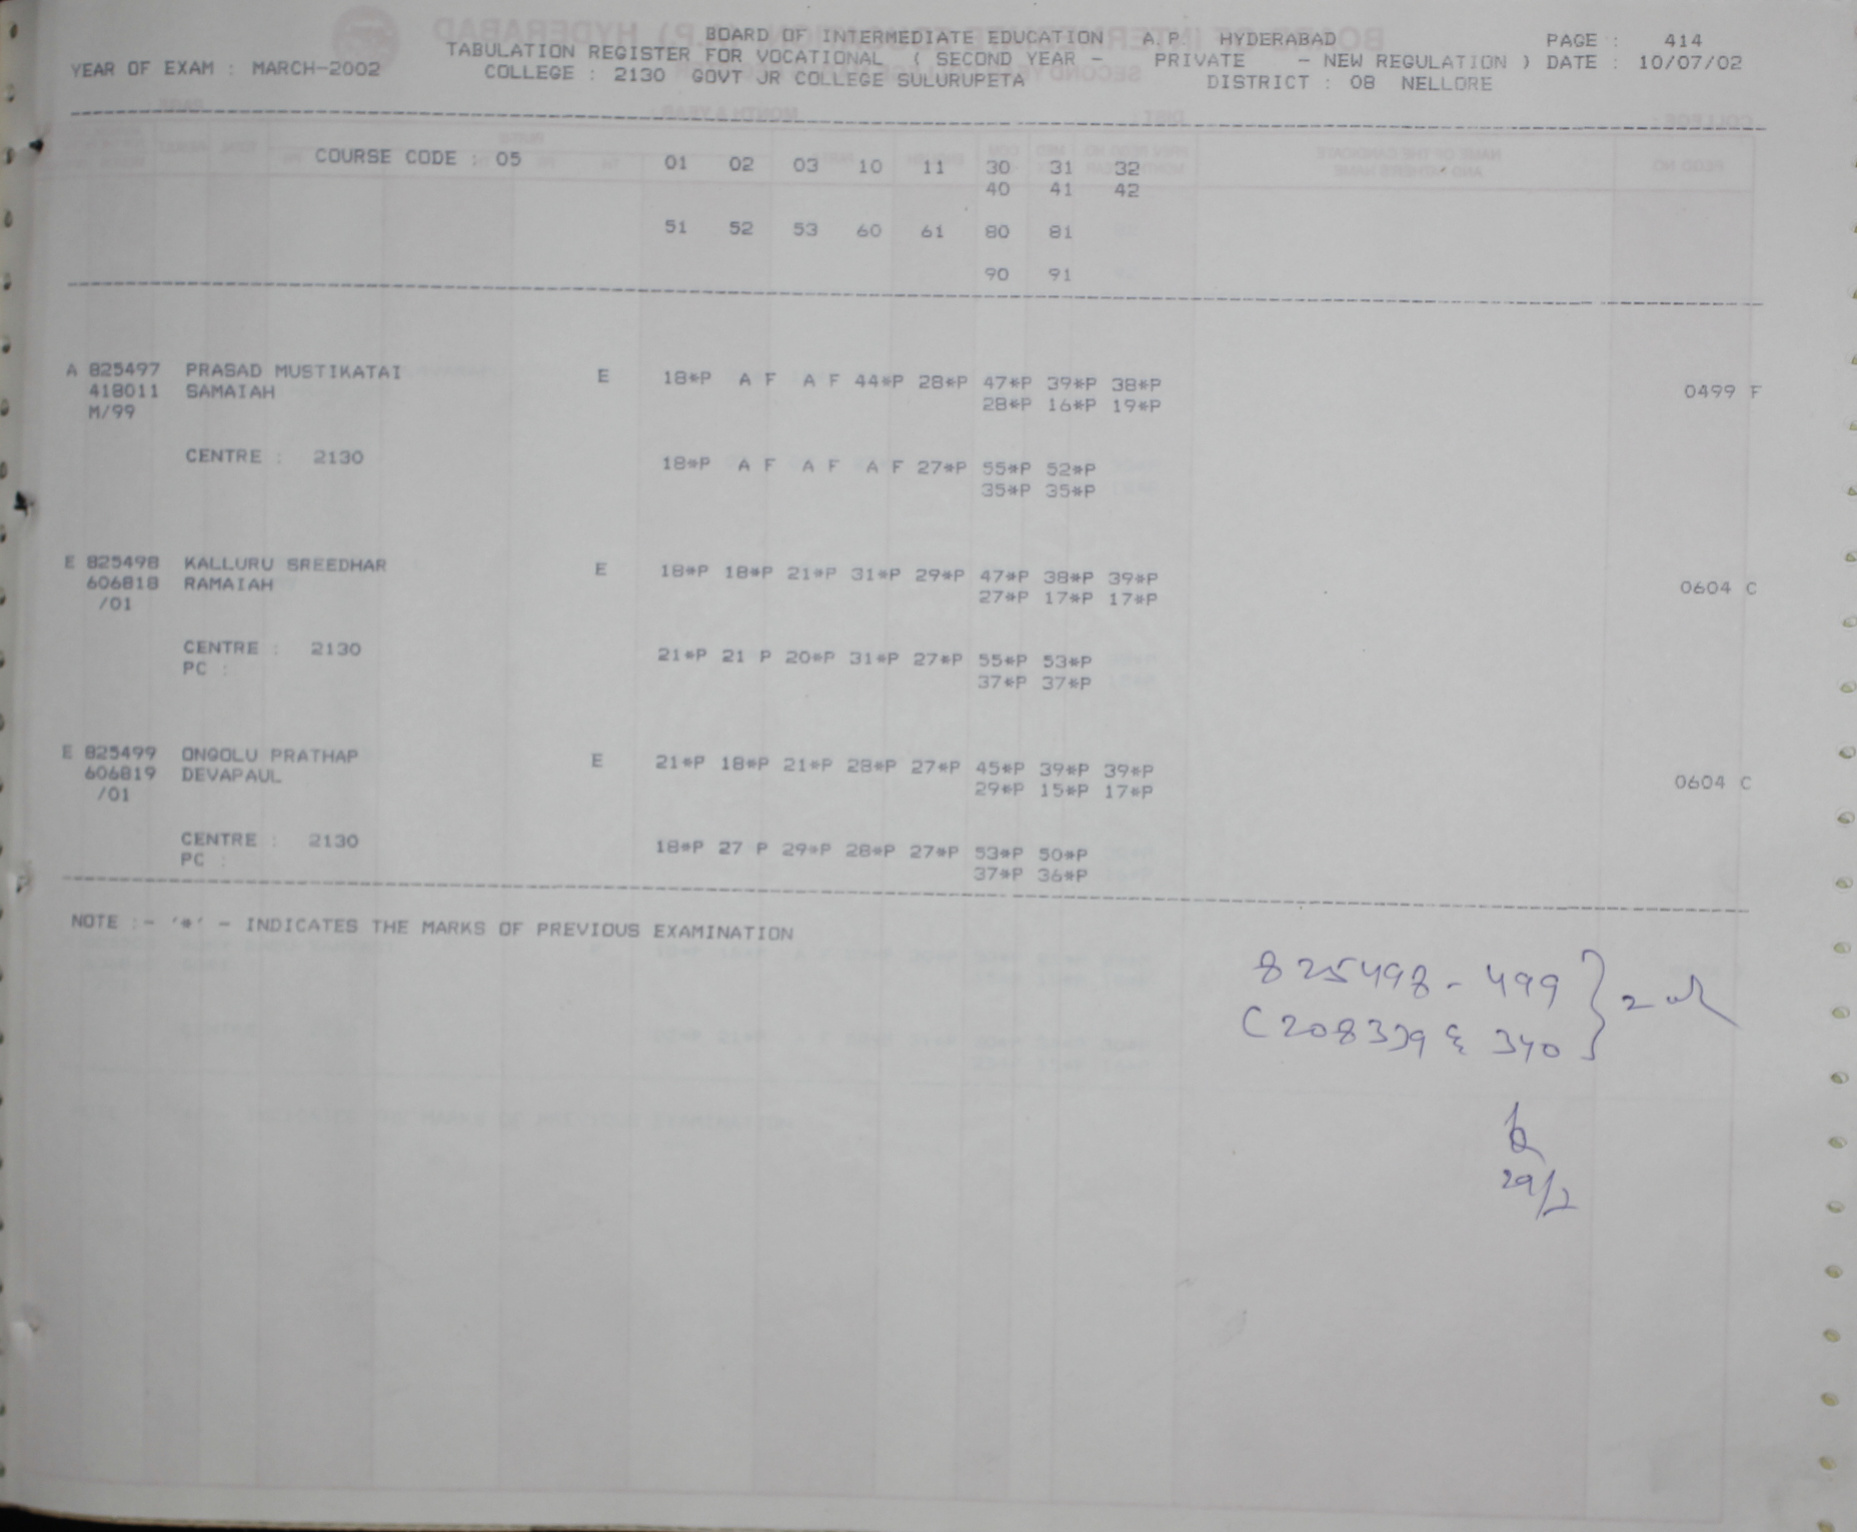 BOARD OF INTERMEDIATE EDUCATION A.P. HYDERABAD PAGE : 414
TABULATION REGISTER FOR VOCATIONAL ( SECOND YEAR - PRIVATE - NEW REGULATION ) DATE : 10/07/02
YEAR OF EXAM : MARCH-2002 COLLEGE : 2130 GOVT JR COLLEGE SULURUPETA DISTRICT : 08 NELLORE
COURSE CODE : 05 01 02 03 10 11 30 31 32
40 41 42
51 52 53 60 61 80 81
90 91
A 825497 PRASAD MUSTIKATAI E 18*P A F A F 44*P 28*P 47*P 39*P 38*P
418011 SAMAIAH 28*P 16*P 19*P 0499 F
M/99
CENTRE : 2130 18*P A F A F A F 27*P 55*P 52*P
35*P 35*P
E 825498 KALLURU SREEDHAR E 18*P 18*P 21*P 31*P 29*P 47*P 38*P 39*P
606818 RAMAIAH 27*P 17*P 17*P 0604 C
/01
CENTRE : 2130 21*P 21 P 20*P 31*P 27*P 55*P 53*P
PC : 37*P 37*P
E 825499 ONGOLU PRATHAP E 21*P 18*P 21*P 28*P 27*P 45*P 39*P 39*P
606819 DEVAPAUL 29*P 15*P 17*P 0604 C
/01
CENTRE : 2130 18*P 27 P 29*P 28*P 27*P 53*P 50*P
PC : 37*P 36*P
NOTE :- '*' - INDICATES THE MARKS OF PREVIOUS EXAMINATION
825498 - 499
C208339 & 340 } 2
29/2